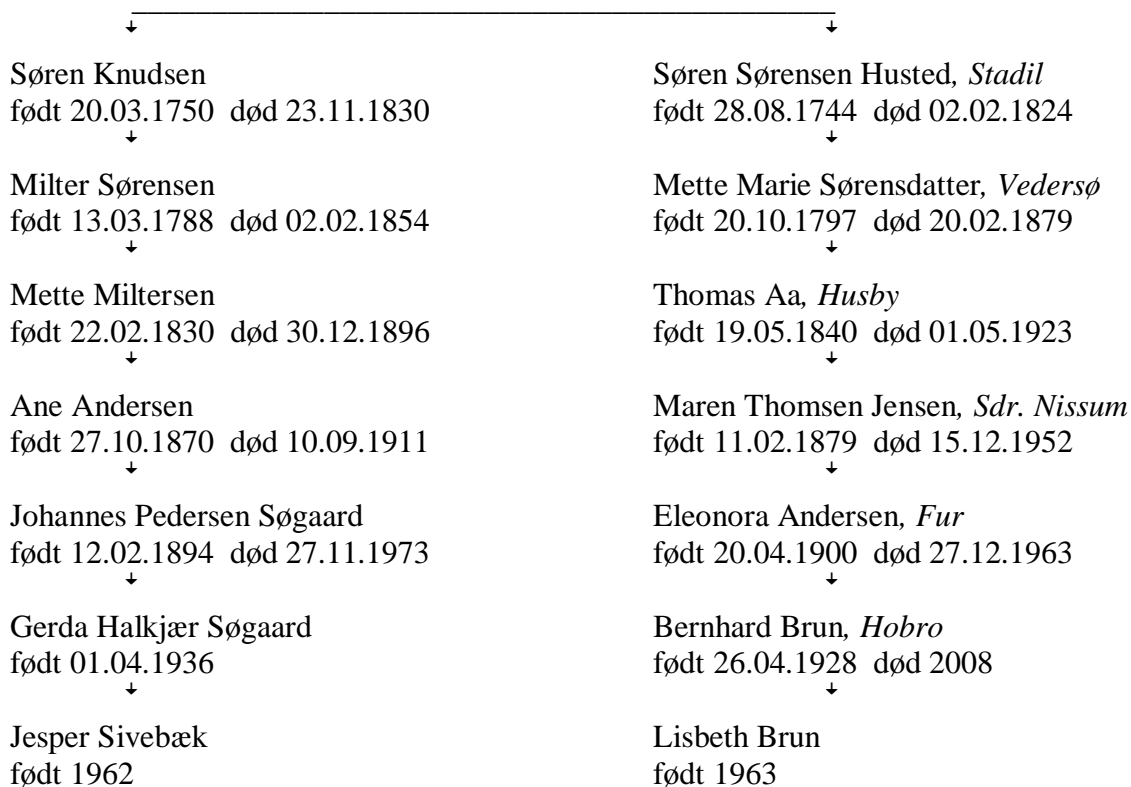 Søren Knudsen
født 20.03.1750 død 23.11.1830
Milter Sørensen
født 13.03.1788 død 02.02.1854
Mette Miltersen
født 22.02.1830 død 30.12.1896
Ane Andersen
født 27.10.1870 død 10.09.1911
Johannes Pedersen Søgaard
født 12.02.1894 død 27.11.1973
Gerda Halkjær Søgaard
født 01.04.1936
Jesper Sivebæk
født 1962
Søren Sørensen Husted, Stadil
født 28.08.1744 død 02.02.1824
Mette Marie Sørensdatter, Vedersø
født 20.10.1797 død 20.02.1879
Thomas Aa, Husby
født 19.05.1840 død 01.05.1923
Maren Thomsen Jensen, Sdr. Nissum
født 11.02.1879 død 15.12.1952
Eleonora Andersen, Fur
født 20.04.1900 død 27.12.1963
Bernhard Brun, Hobro
født 26.04.1928 død 2008
Lisbeth Brun
født 1963